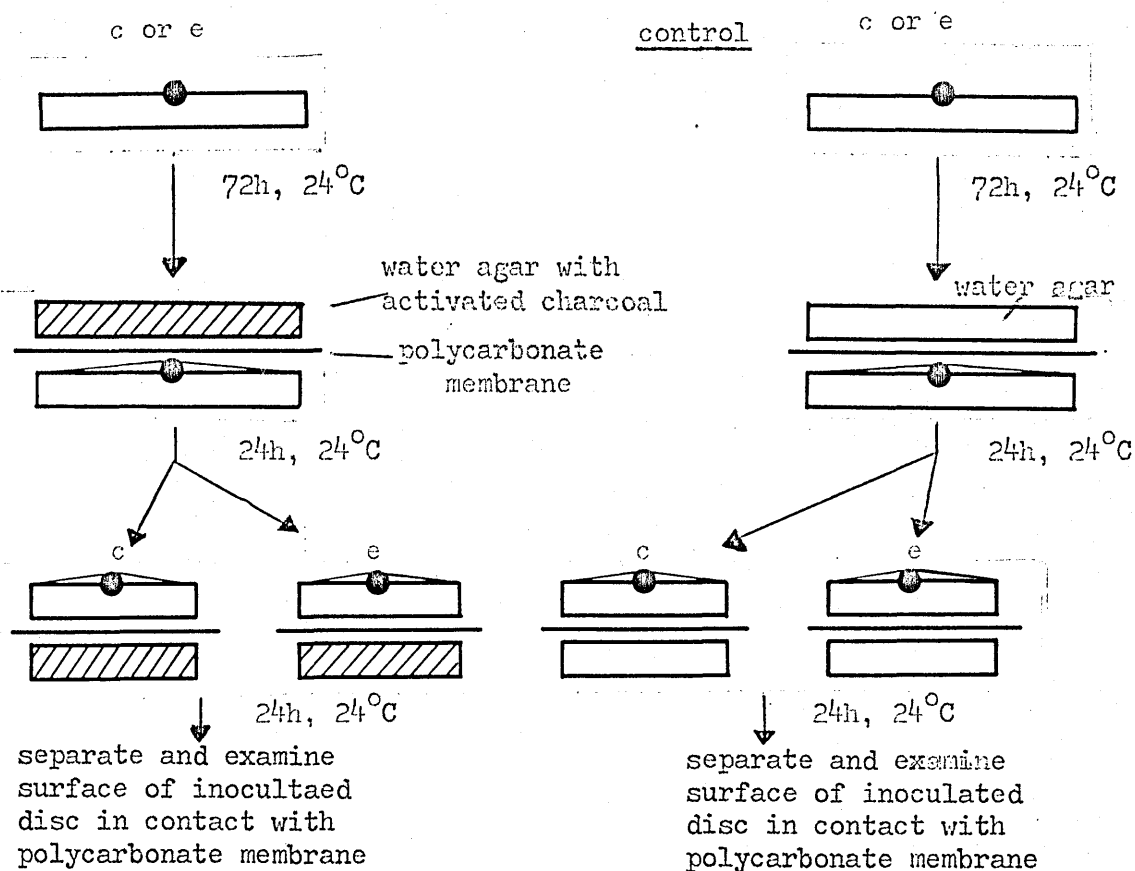 c or e
72h, 24°C
water agar with
activated charcoal
polycarbonate
membrane
24h, 24°C
c
e
24h, 24°C
separate and examine
surface of inocultaed
disc in contact with
polycarbonate membrane
control
c or e
72h, 24°C
water agar
24h, 24°C
c
e
24h, 24°C
separate and examine
surface of inoculated
disc in contact with
polycarbonate membrane